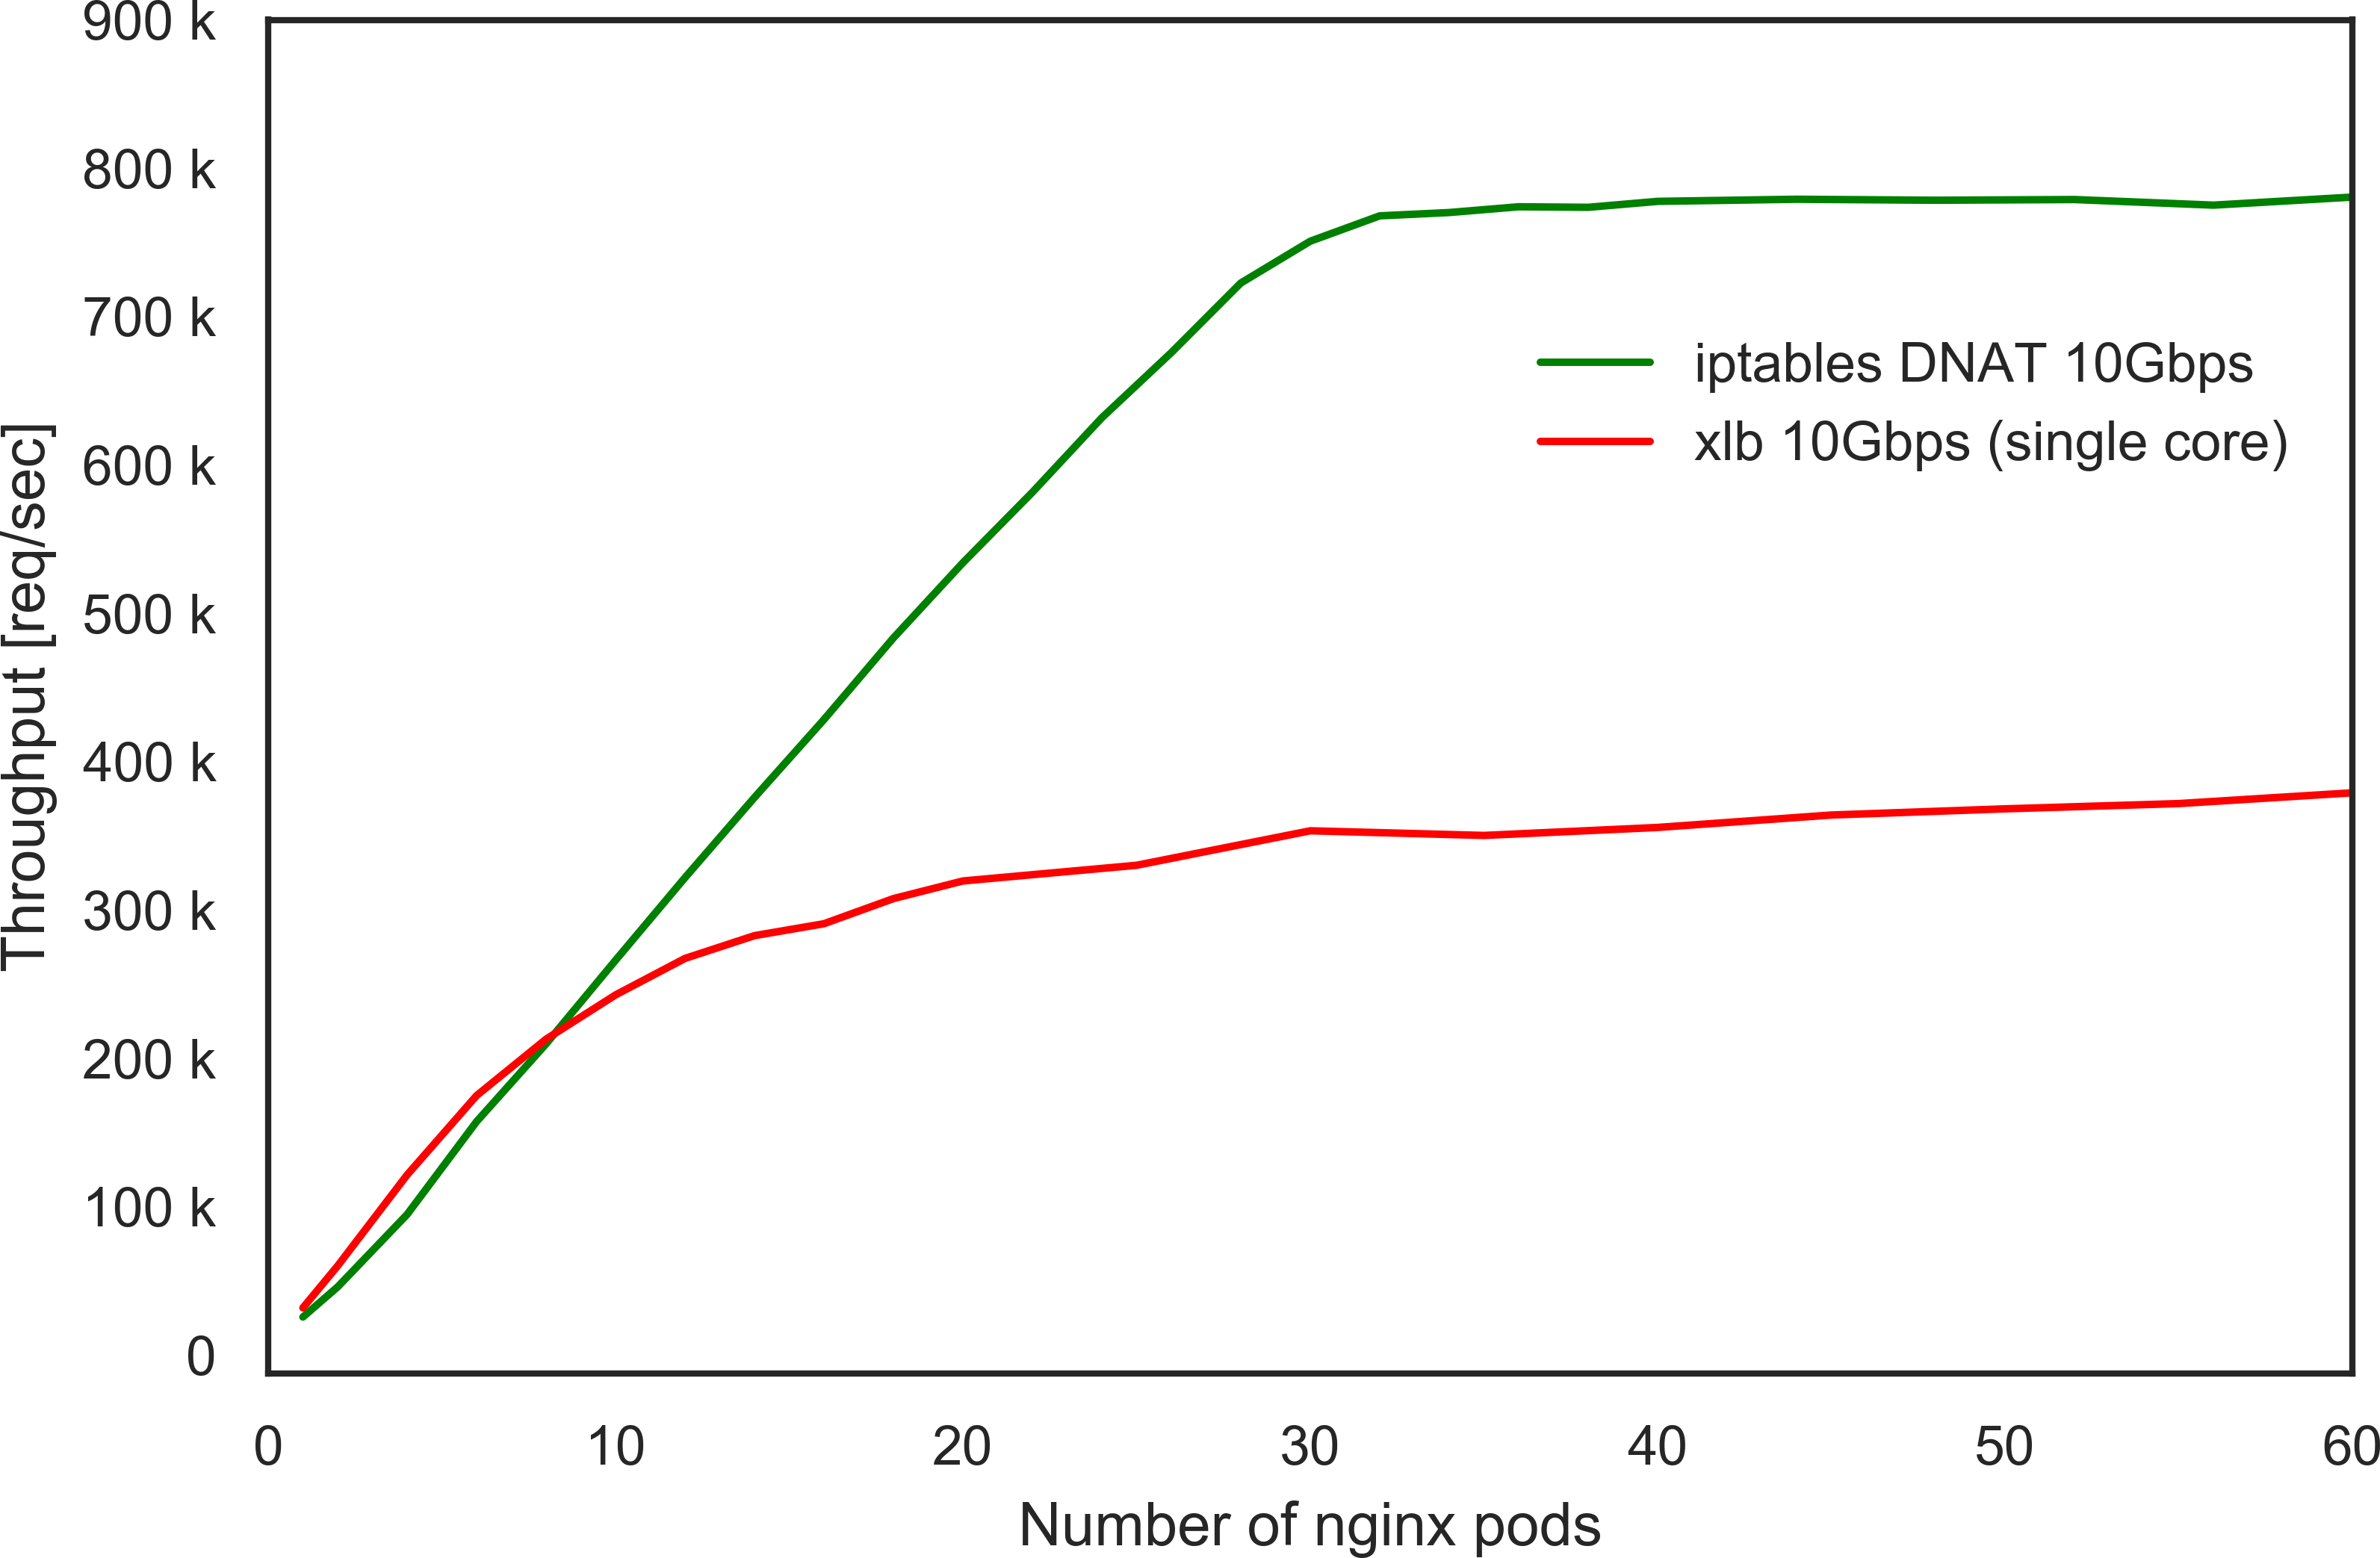 900 k
800 k
700 k
600 k
500 k
400 k
300 k
200 k
100 k
0
Throughput [req/sec]
iptables DNAT 10Gbps
xlb 10Gbps (single core)
0 10 20 30 40 50 60
Number of nginx pods